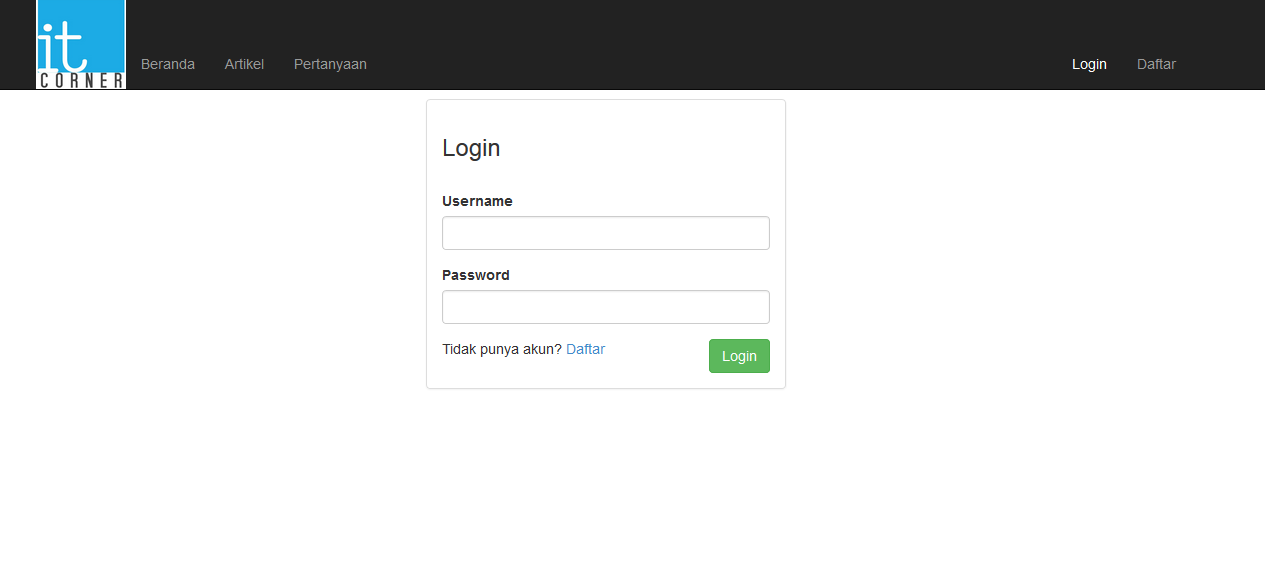 it
CORNER
Beranda Artikel Pertanyaan Login Daftar
Login
Username
Password
Tidak punya akun? Daftar Login